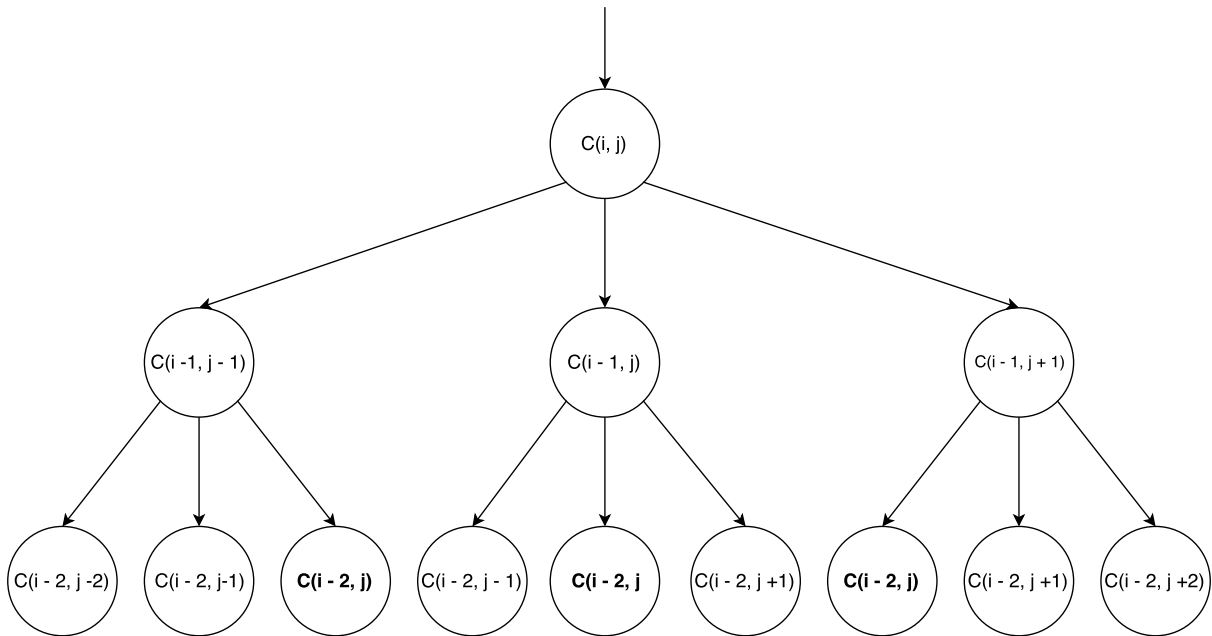 C(i, j)
C(i -1, j - 1)
C(i - 1, j)
C(i - 1, j + 1)
C(i - 2, j -2)
C(i - 2, j-1)
C(i - 2, j)
C(i - 2, j - 1)
C(i - 2, j
C(i - 2, j +1)
C(i - 2, j)
C(i - 2, j +1)
C(i - 2, j +2)